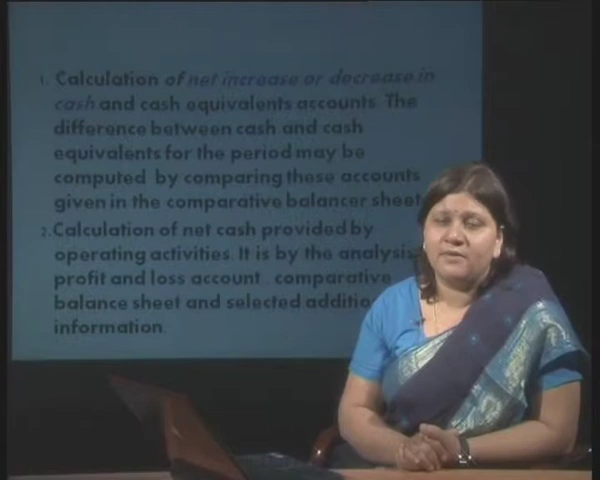 1. Calculation of net increase or decrease in
cash and cash equivalents accounts. The
difference between cash and cash
equivalents for the period may be
computed by comparing these accounts
given in the comparative balancer sheet
2. Calculation of net cash provided by
operating activities. It is by the analysis
profit and loss account comparative
balance sheet and selected additio
information.